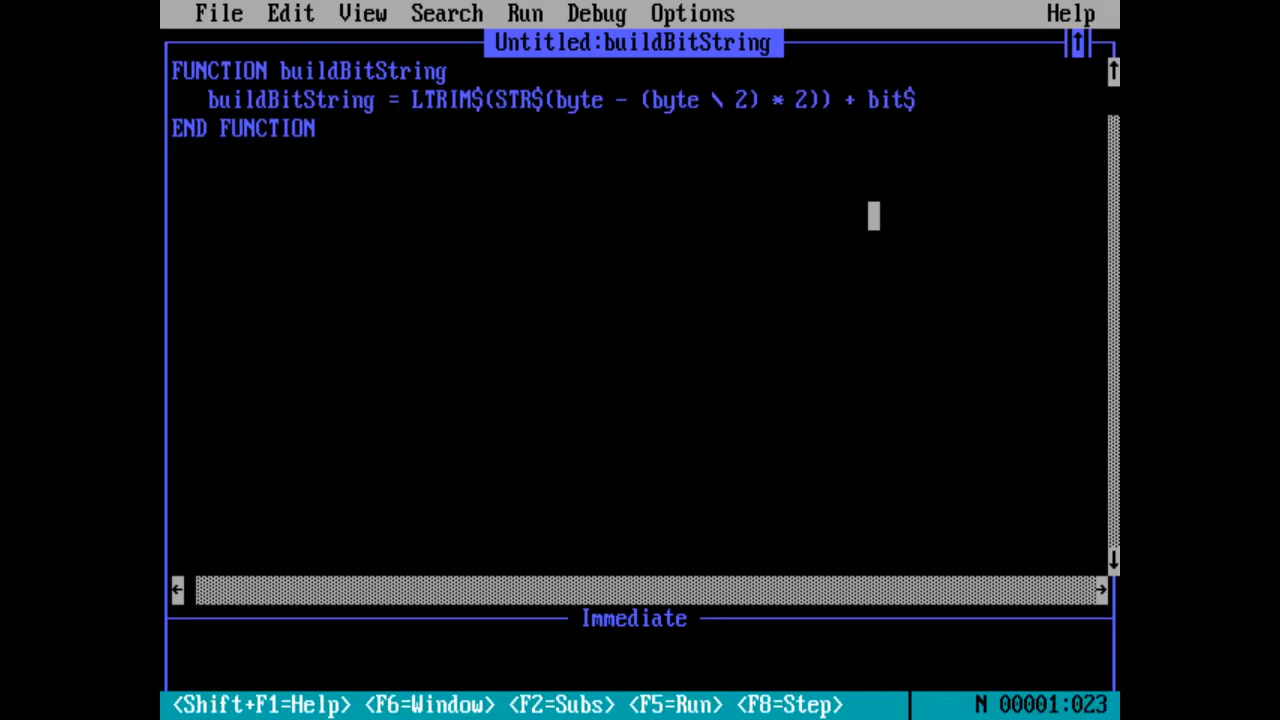 File Edit View Search Run Debug Options Help
Untitled:buildBitString
FUNCTION buildBitString
buildBitString = LTRIM$(STR$(byte - (byte \ 2) * 2)) + bit$
END FUNCTION
Immediate
<Shift+F1=Help> <F6=Window> <F2=Subs> <F5=Run> <F8=Step> N 00001:023